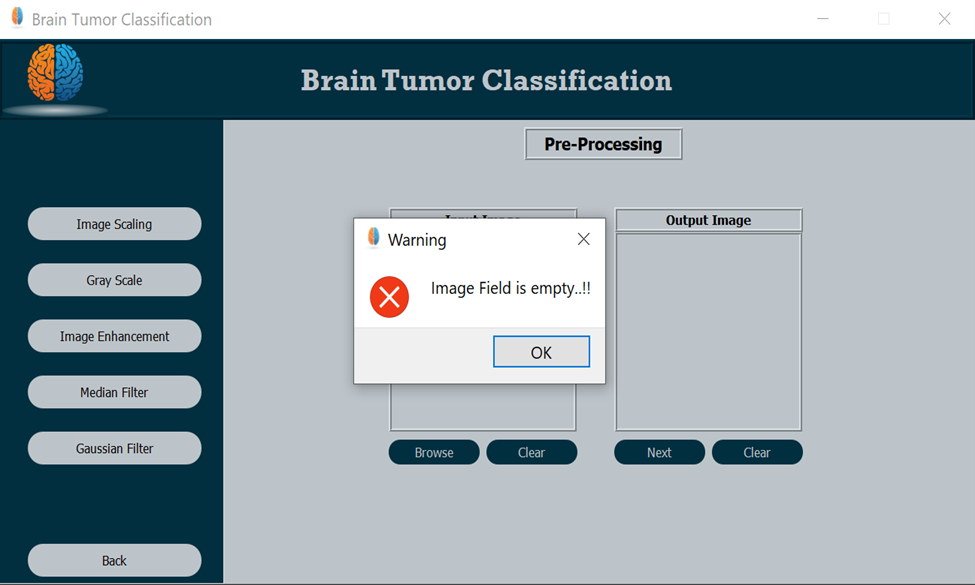 Brain Tumor Classification
Brain Tumor Classification
Pre-Processing
Image Scaling
Gray Scale
Image Enhancement
Median Filter
Gaussian Filter
Back
Output Image
Warning
Image Field is empty..!!
OK
Browse
Clear
Next
Clear